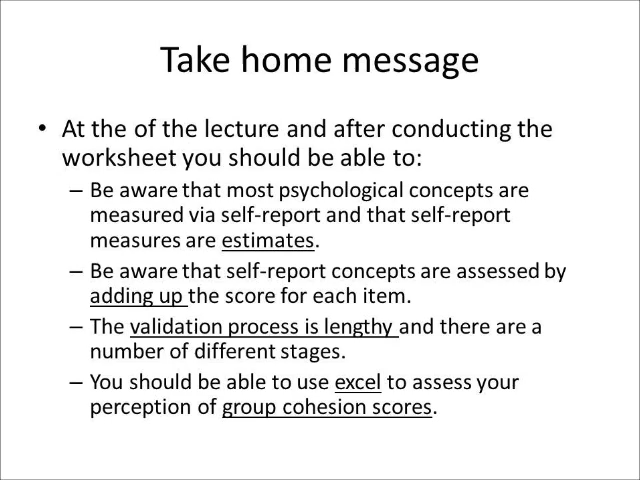 Take home message
• At the of the lecture and after conducting the
worksheet you should be able to:
– Be aware that most psychological concepts are
measured via self-report and that self-report
measures are estimates.
– Be aware that self-report concepts are assessed by
adding up the score for each item.
– The validation process is lengthy and there are a
number of different stages.
– You should be able to use excel to assess your
perception of group cohesion scores.